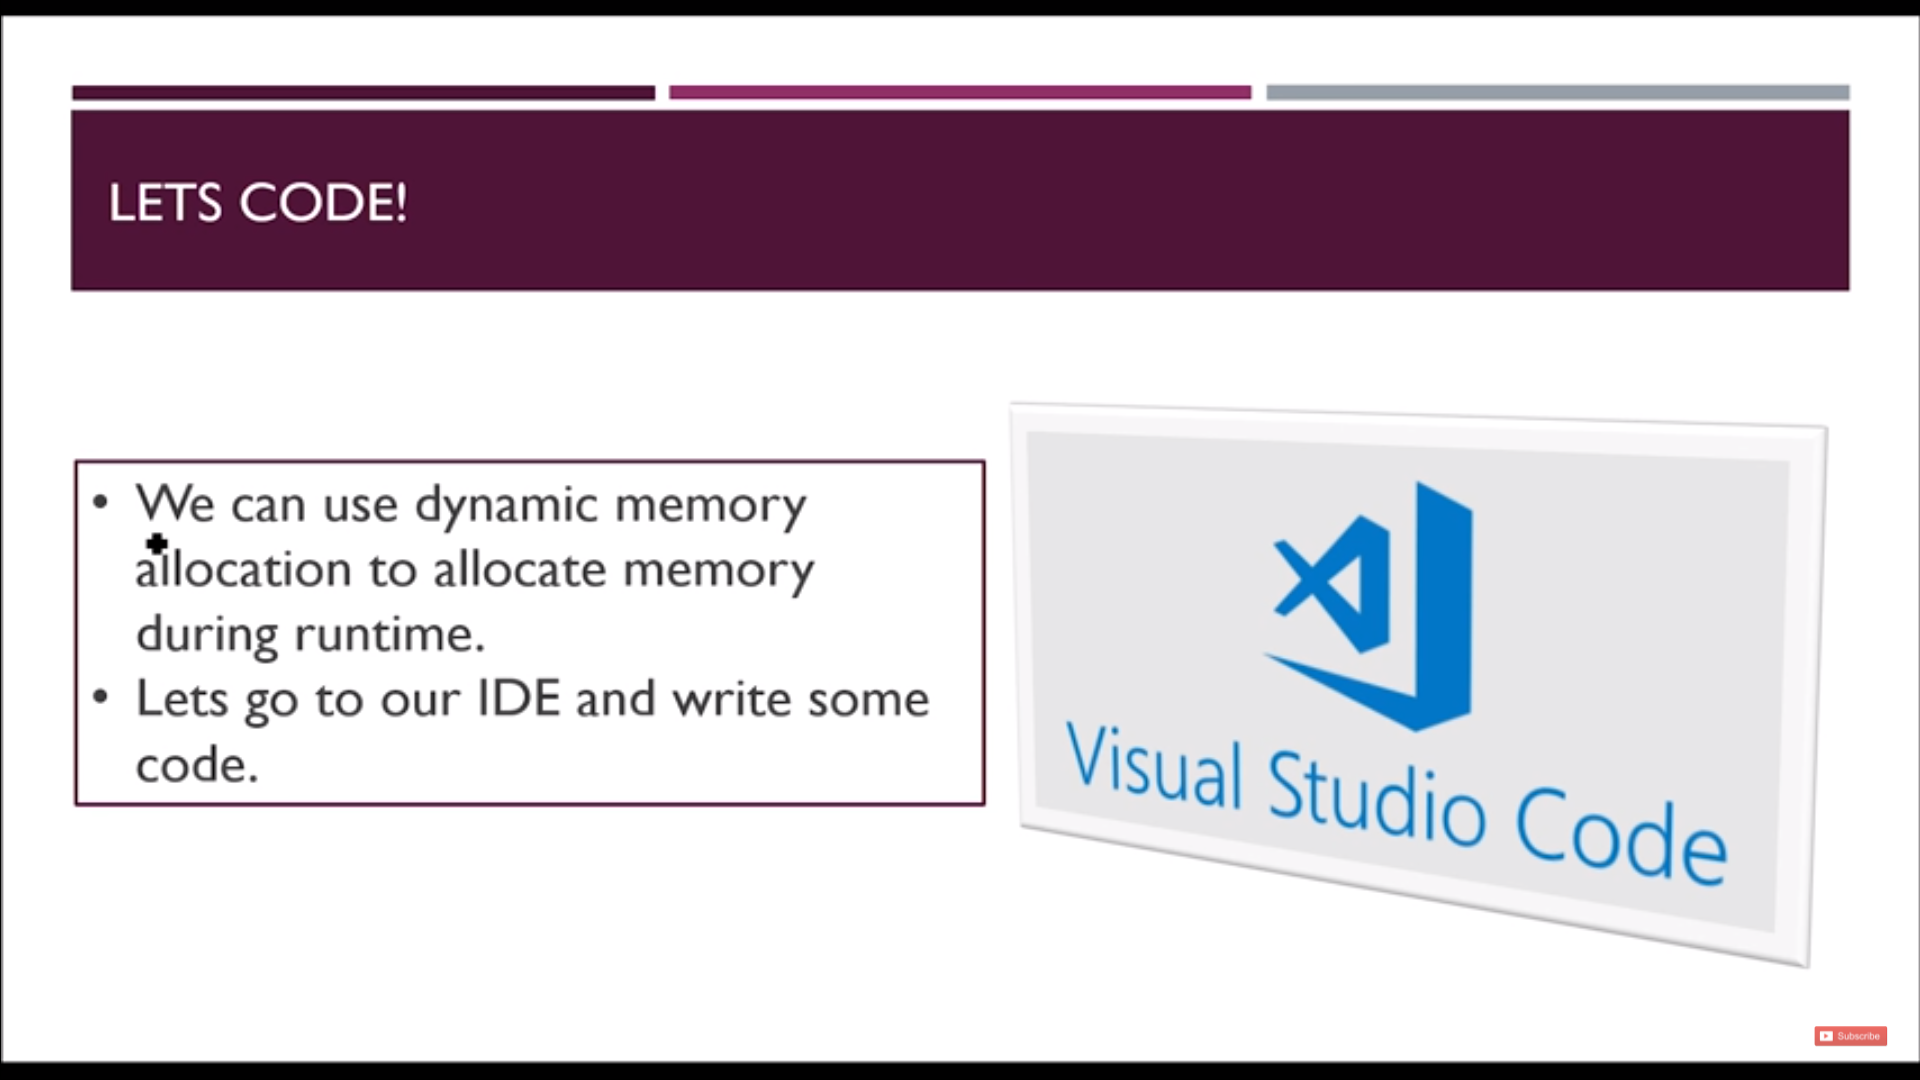 LETS CODE!
• We can use dynamic memory
allocation to allocate memory
during runtime.
• Lets go to our IDE and write some
code.
Visual Studio Code
Subscribe